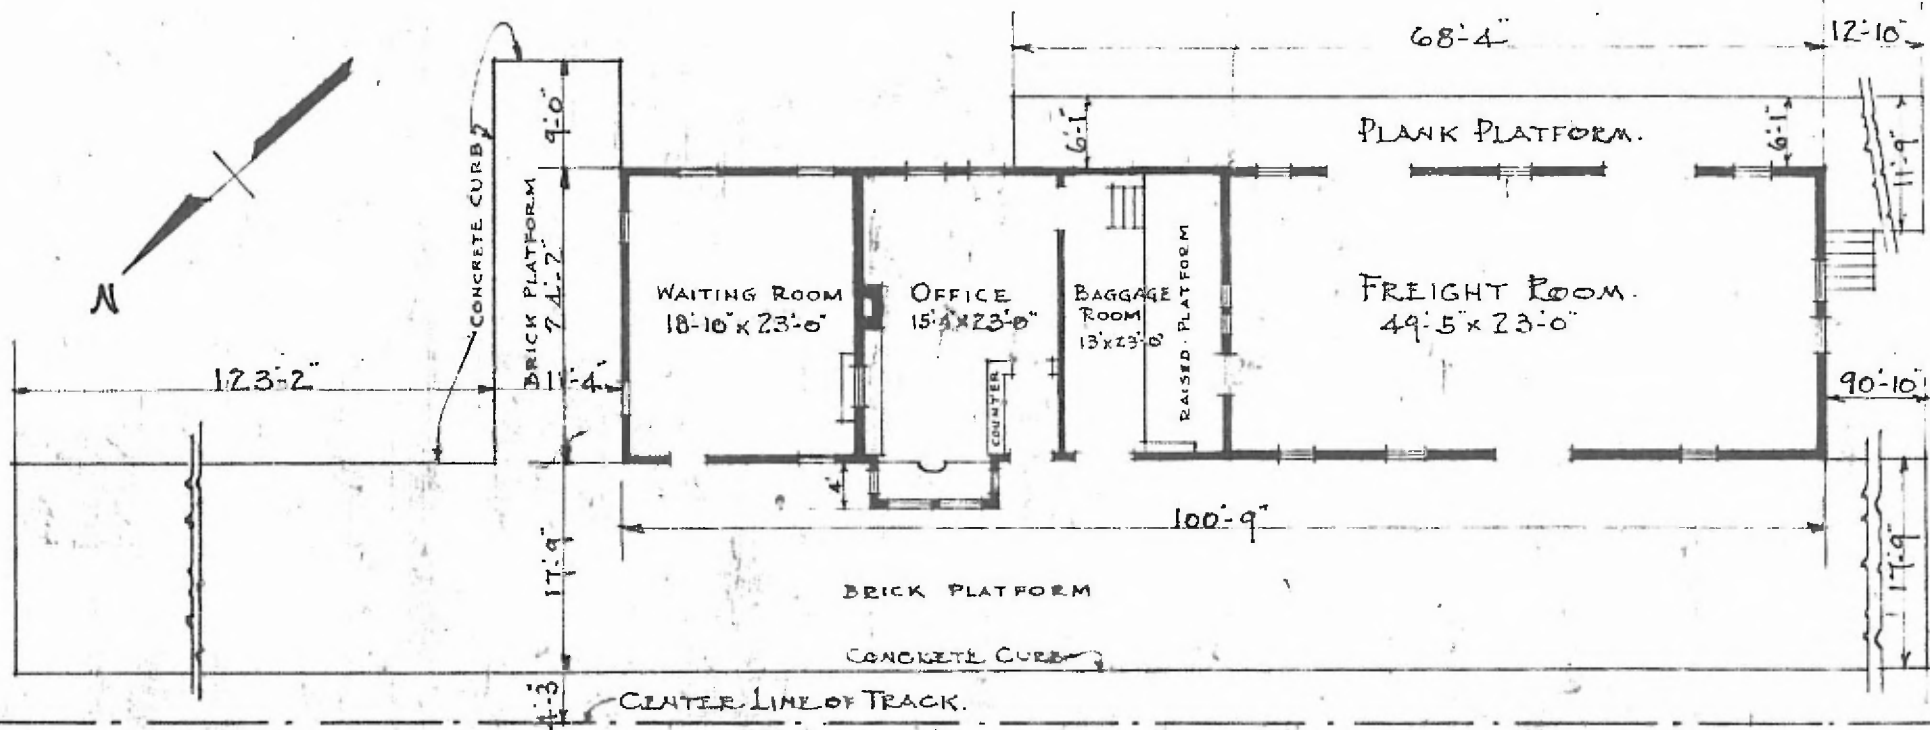 68'-4"
12'-10"
CONCRETE CURB
BRICK PLATFORM
9'-0"
6'-1"
PLANK PLATFORM.
6'-1"
11'-9"
N
WAITING ROOM
18'-10" x 23'-0"
OFFICE
23'-0"
BAGGAGE
ROOM
13' x 23'-0"
RAISED PLATFORM
FREIGHT ROOM.
49'-5" x 23'-0"
123'-2"
11'-4"
COUNTER
90'-10"
4'
100'-9"
17'-9"
17'-9"
BRICK PLATFORM
CONCRETE CURB
CENTER LINE OF TRACK.